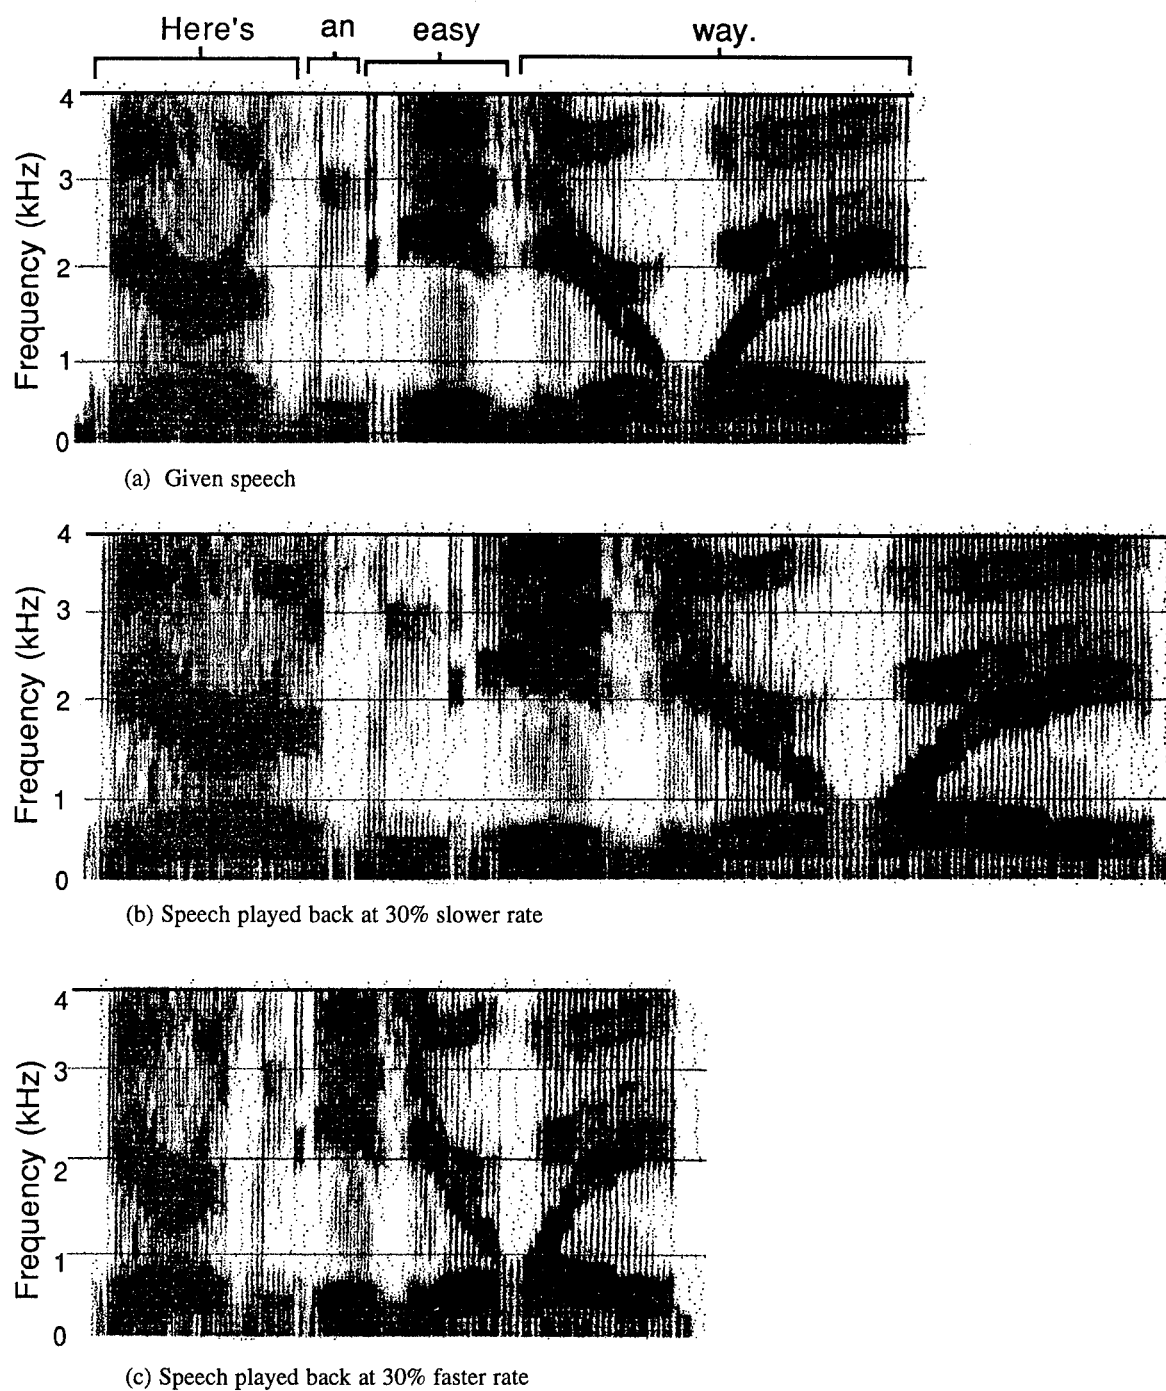 Here's an easy way.
4
3
2
1
0
Frequency (kHz)
(a) Given speech
4
3
2
1
0
Frequency (kHz)
(b) Speech played back at 30% slower rate
4
3
2
1
0
Frequency (kHz)
(c) Speech played back at 30% faster rate